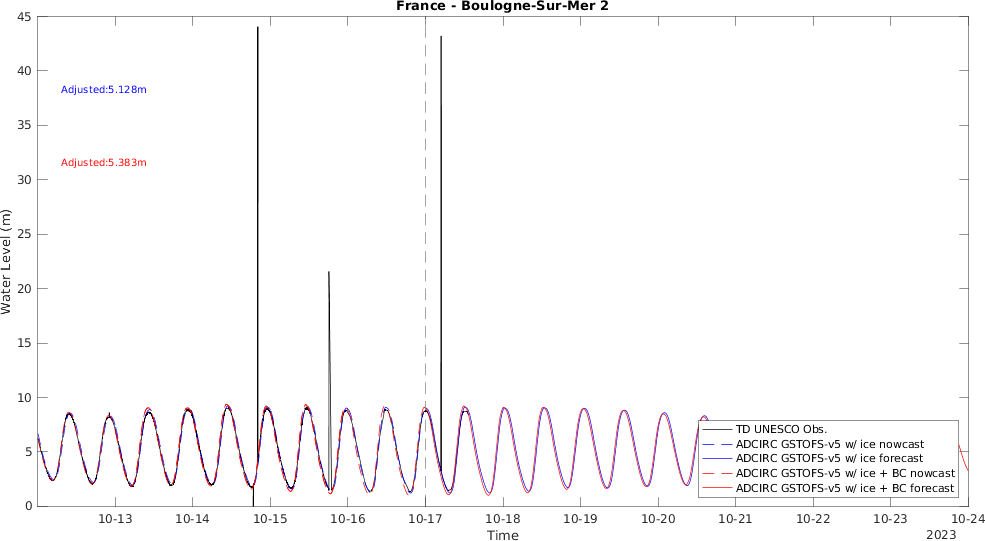 France - Boulogne-Sur-Mer 2
45
40
35
30
25
20
15
10
5
0
Water Level (m)
Adjusted:5.128m
Adjusted:5.383m
TD UNESCO Obs.
ADCIRC GSTOFS-v5 w/ ice nowcast
ADCIRC GSTOFS-v5 w/ ice forecast
ADCIRC GSTOFS-v5 w/ ice + BC nowcast
ADCIRC GSTOFS-v5 w/ ice + BC forecast
10-13 10-14 10-15 10-16 10-17 10-18 10-19 10-20 10-21 10-22 10-23 10-24
Time
2023